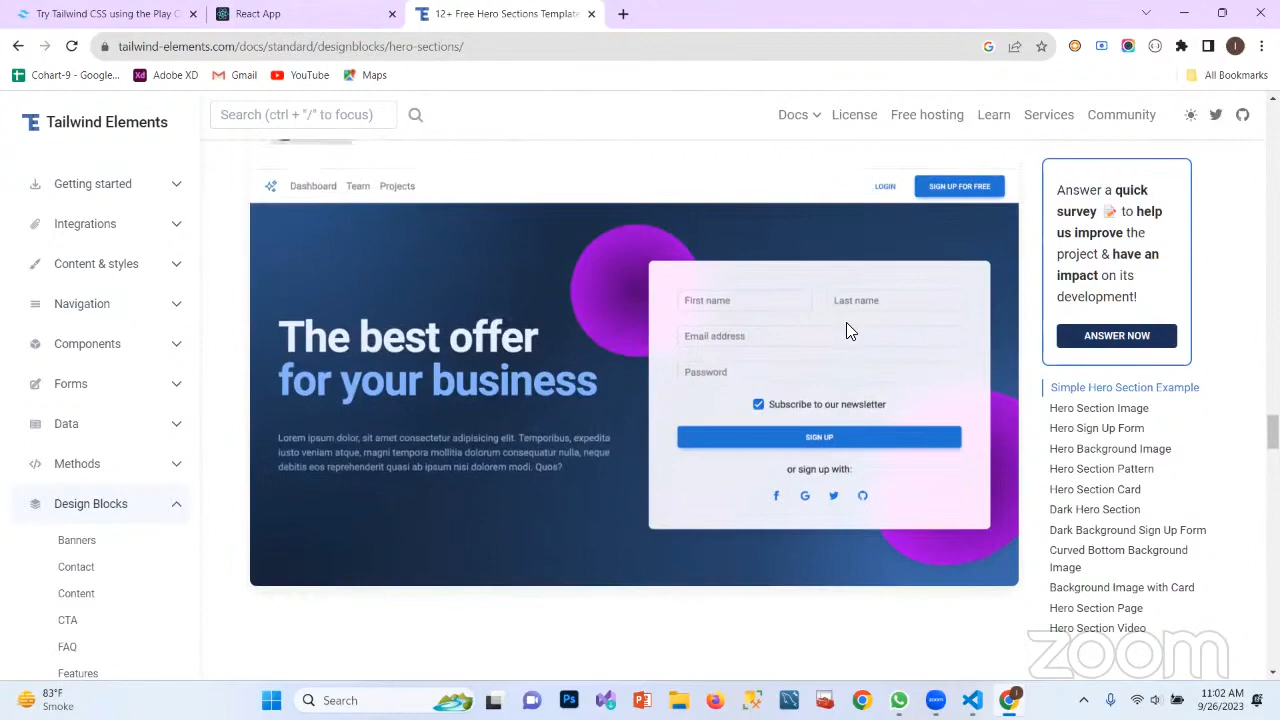 Try Tailwind CSS using the Play C
React App
12+ Free Hero Sections Template
tailwind-elements.com/docs/standard/designblocks/hero-sections/
Cohart-9 - Google...
Adobe XD
Gmail
YouTube
Maps
All Bookmarks
Tailwind Elements
Search (ctrl + "/" to focus)
Docs
License
Free hosting
Learn
Services
Community
Getting started
Integrations
Content & styles
Navigation
Components
Forms
Data
Methods
Design Blocks
Banners
Contact
Content
CTA
FAQ
Features
Dashboard
Team
Projects
LOGIN
SIGN UP FOR FREE
The best offer
for your business
Lorem ipsum dolor, sit amet consectetur adipisicing elit. Temporibus, expedita
iusto veniam atque, magni tempora mollitia dolorum consequatur nulla, neque
debitis eos reprehenderit quasi ab ipsum nisi dolorem modi. Quos?
First name
Last name
Email address
Password
Subscribe to our newsletter
SIGN UP
or sign up with:
Answer a quick
survey 📝 to help
us improve the
project & have an
impact on its
development!
ANSWER NOW
Simple Hero Section Example
Hero Section Image
Hero Sign Up Form
Hero Background Image
Hero Section Pattern
Hero Section Card
Dark Hero Section
Dark Background Sign Up Form
Curved Bottom Background
Image
Background Image with Card
Hero Section Page
Hero Section Video
zoom
83°F
Smoke
Search
11:02 AM
9/26/2023